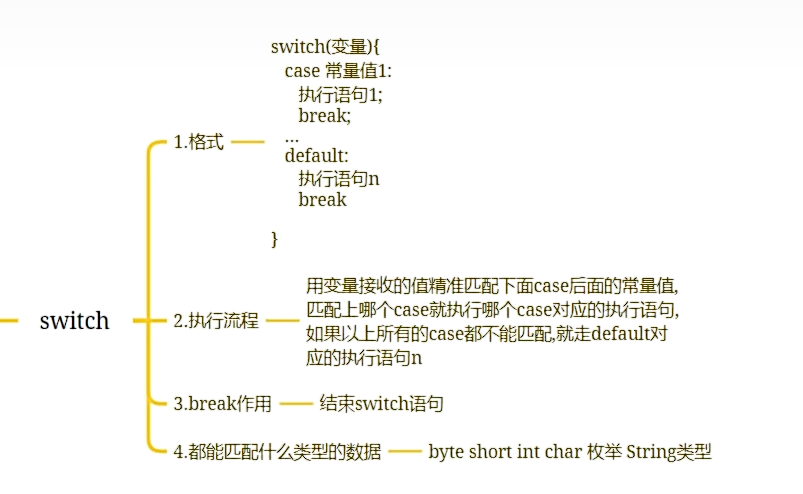 switch
1.格式
switch(变量){
case 常量值1:
执行语句1;
break;
...
default:
执行语句n
break
}
2.执行流程
用变量接收的值精准匹配下面case后面的常量值,
匹配上哪个case就执行哪个case对应的执行语句,
如果以上所有的case都不能匹配,就走default对
应的执行语句n
3.break作用
结束switch语句
4.都能匹配什么类型的数据
byte short int char 枚举 String类型